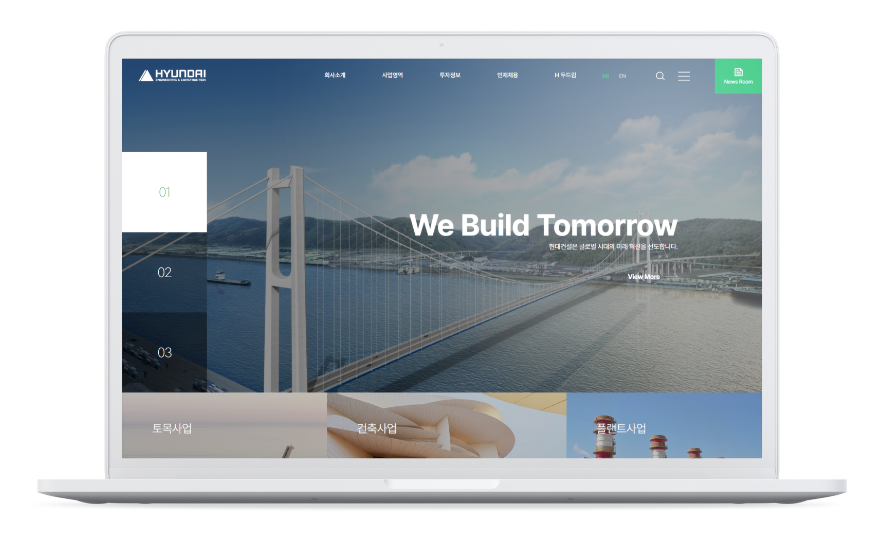 HYUNDAI
ENGINEERING & CONSTRUCTION
회사소개 사업영역 투자정보 인재채용 H 두드림 KR EN
News Room
01
We Build Tomorrow
현대건설은 글로벌 시대의 미래 혁신을 선도합니다.
02
View More
03
토목사업 건축사업 플랜트사업